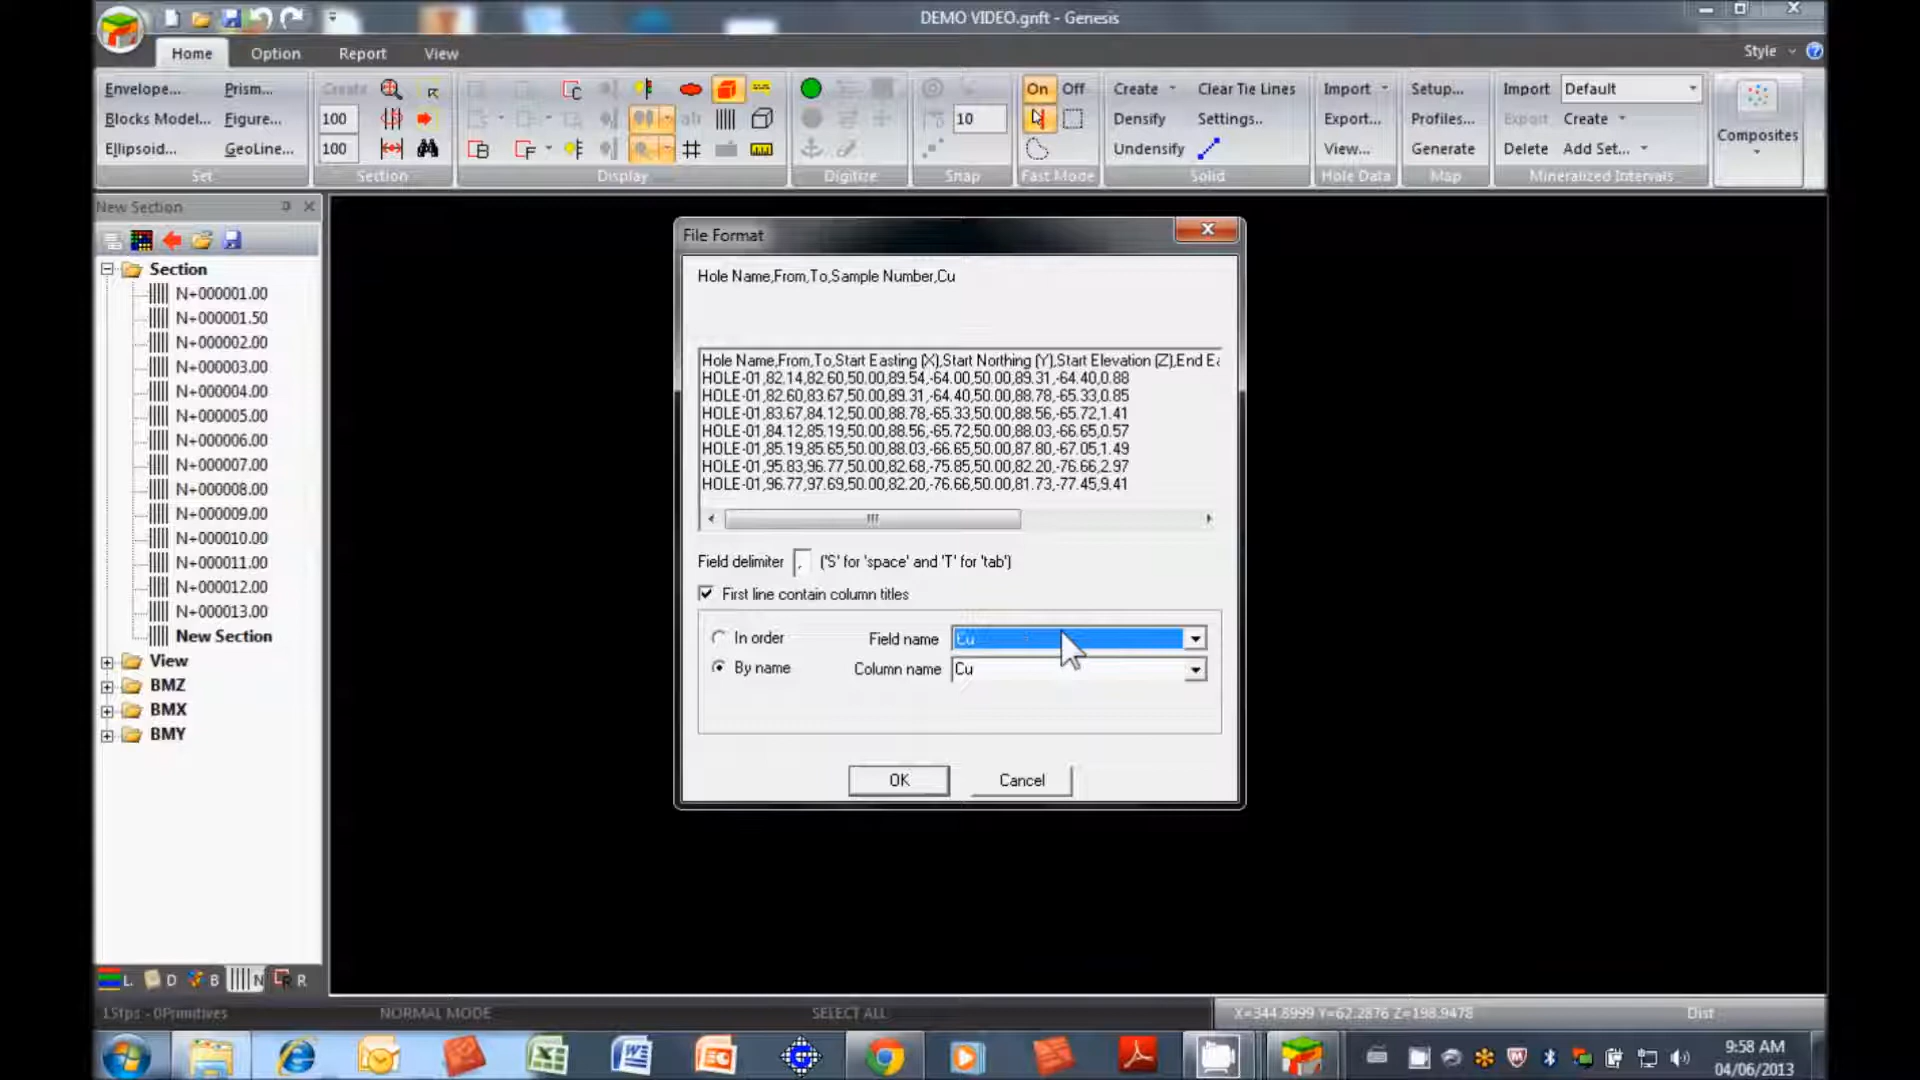 DEMO VIDEO.gnft - Genesis
Home Option Report View
Style
Envelope... Prism...
Blocks Model... Figure...
Ellipsoid... GeoLine...
Set
Create
100
100
Section
Display
Digitize
10
Snap
On Off
Fast Mode
Create Clear Tie Lines
Densify Settings..
Undensify
Solid
Import
Export...
View...
Hole Data
Setup...
Profiles...
Generate
Map
Import Default
Export Create
Delete Add Set...
Mineralized Intervals
Composites
New Section
Section
N+000001.00
N+000001.50
N+000002.00
N+000003.00
N+000004.00
N+000005.00
N+000006.00
N+000007.00
N+000008.00
N+000009.00
N+000010.00
N+000011.00
N+000012.00
N+000013.00
New Section
View
BMZ
BMX
BMY
L D B N R
File Format
Hole Name,From,To,Sample Number,Cu
Hole Name,From,To,Start Easting (X),Start Northing (Y),Start Elevation (Z),End Ea
HOLE-01,82.14,82.60,50.00,89.54,-64.00,50.00,89.31,-64.40,0.88
HOLE-01,82.60,83.67,50.00,89.31,-64.40,50.00,88.78,-65.33,0.85
HOLE-01,83.67,84.12,50.00,88.78,-65.33,50.00,88.56,-65.72,1.41
HOLE-01,84.12,85.19,50.00,88.56,-65.72,50.00,88.03,-66.65,0.57
HOLE-01,85.19,85.65,50.00,88.03,-66.65,50.00,87.80,-67.05,1.49
HOLE-01,95.83,96.77,50.00,82.68,-75.85,50.00,82.20,-76.66,2.97
HOLE-01,96.77,97.69,50.00,82.20,-76.66,50.00,81.73,-77.45,9.41
Field delimiter , ('S' for 'space' and 'T' for 'tab')
First line contain column titles
In order Field name Cu
By name Column name Cu
OK Cancel
15fps - 0Primitives NORMAL MODE SELECT ALL X=344.8999 Y=62.2876 Z=198.9478 Dist
9:58 AM
04/06/2013